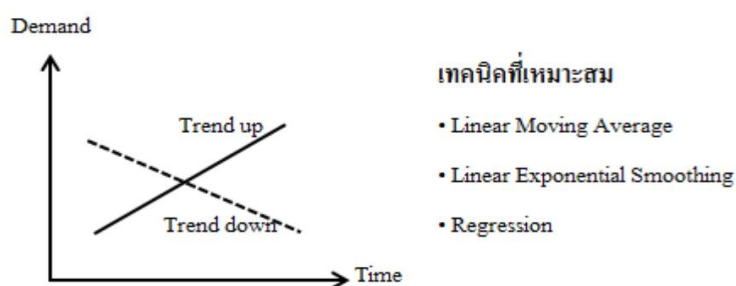 Demand
Trend up
Trend down
Time
เทคนิคที่เหมาะสม
• Linear Moving Average
• Linear Exponential Smoothing
• Regression